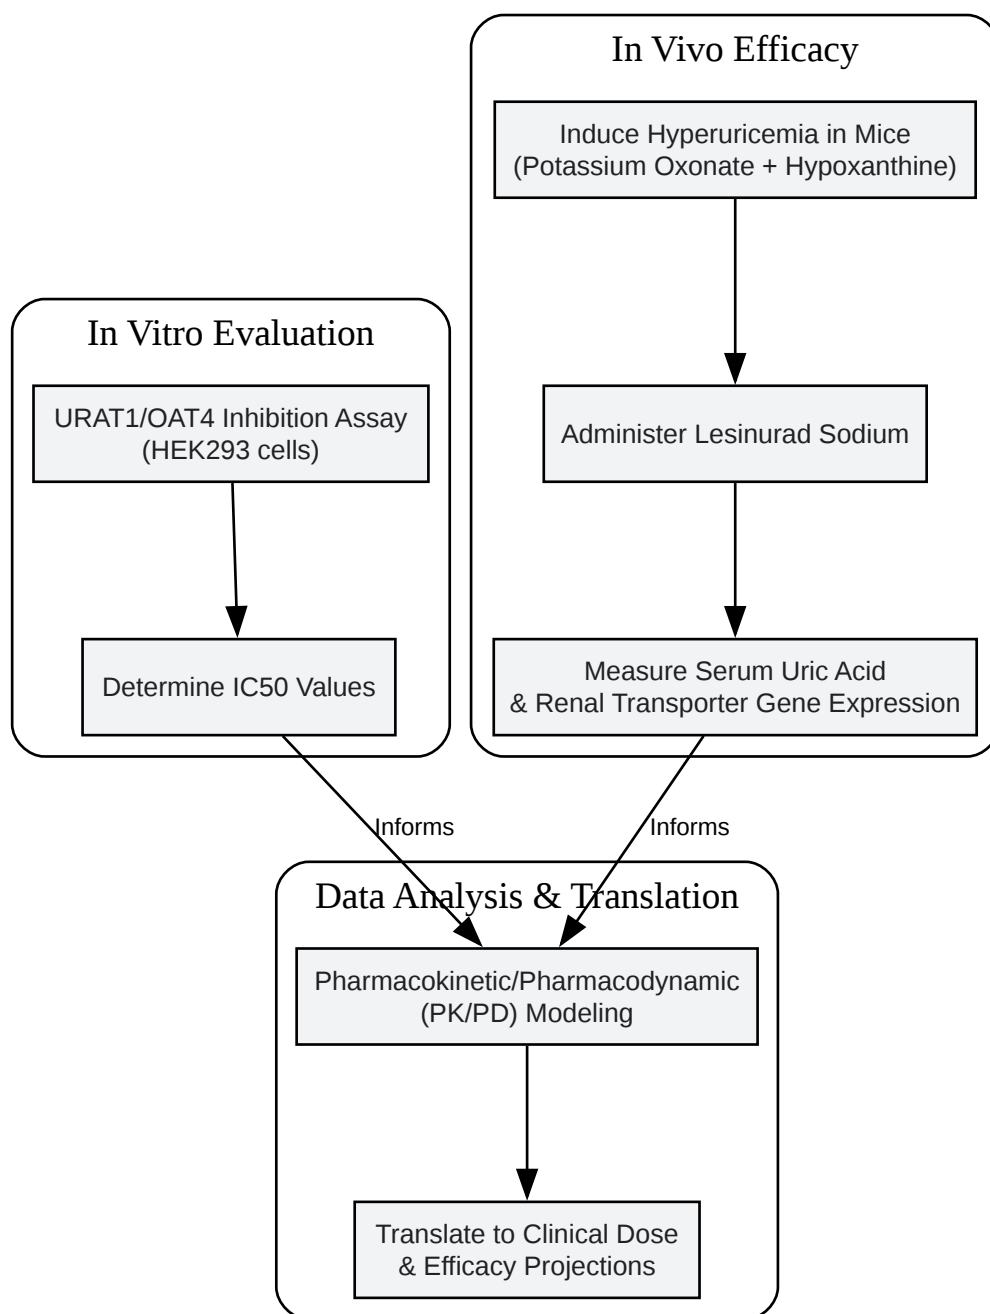 In Vivo Efficacy
Induce Hyperuricemia in Mice
(Potassium Oxonate + Hypoxanthine)
Administer Lesinurad Sodium
Measure Serum Uric Acid
& Renal Transporter Gene Expression
In Vitro Evaluation
URAT1/OAT4 Inhibition Assay
(HEK293 cells)
Determine IC50 Values
Informs
Informs
Data Analysis & Translation
Pharmacokinetic/Pharmacodynamic
(PK/PD) Modeling
Translate to Clinical Dose
& Efficacy Projections